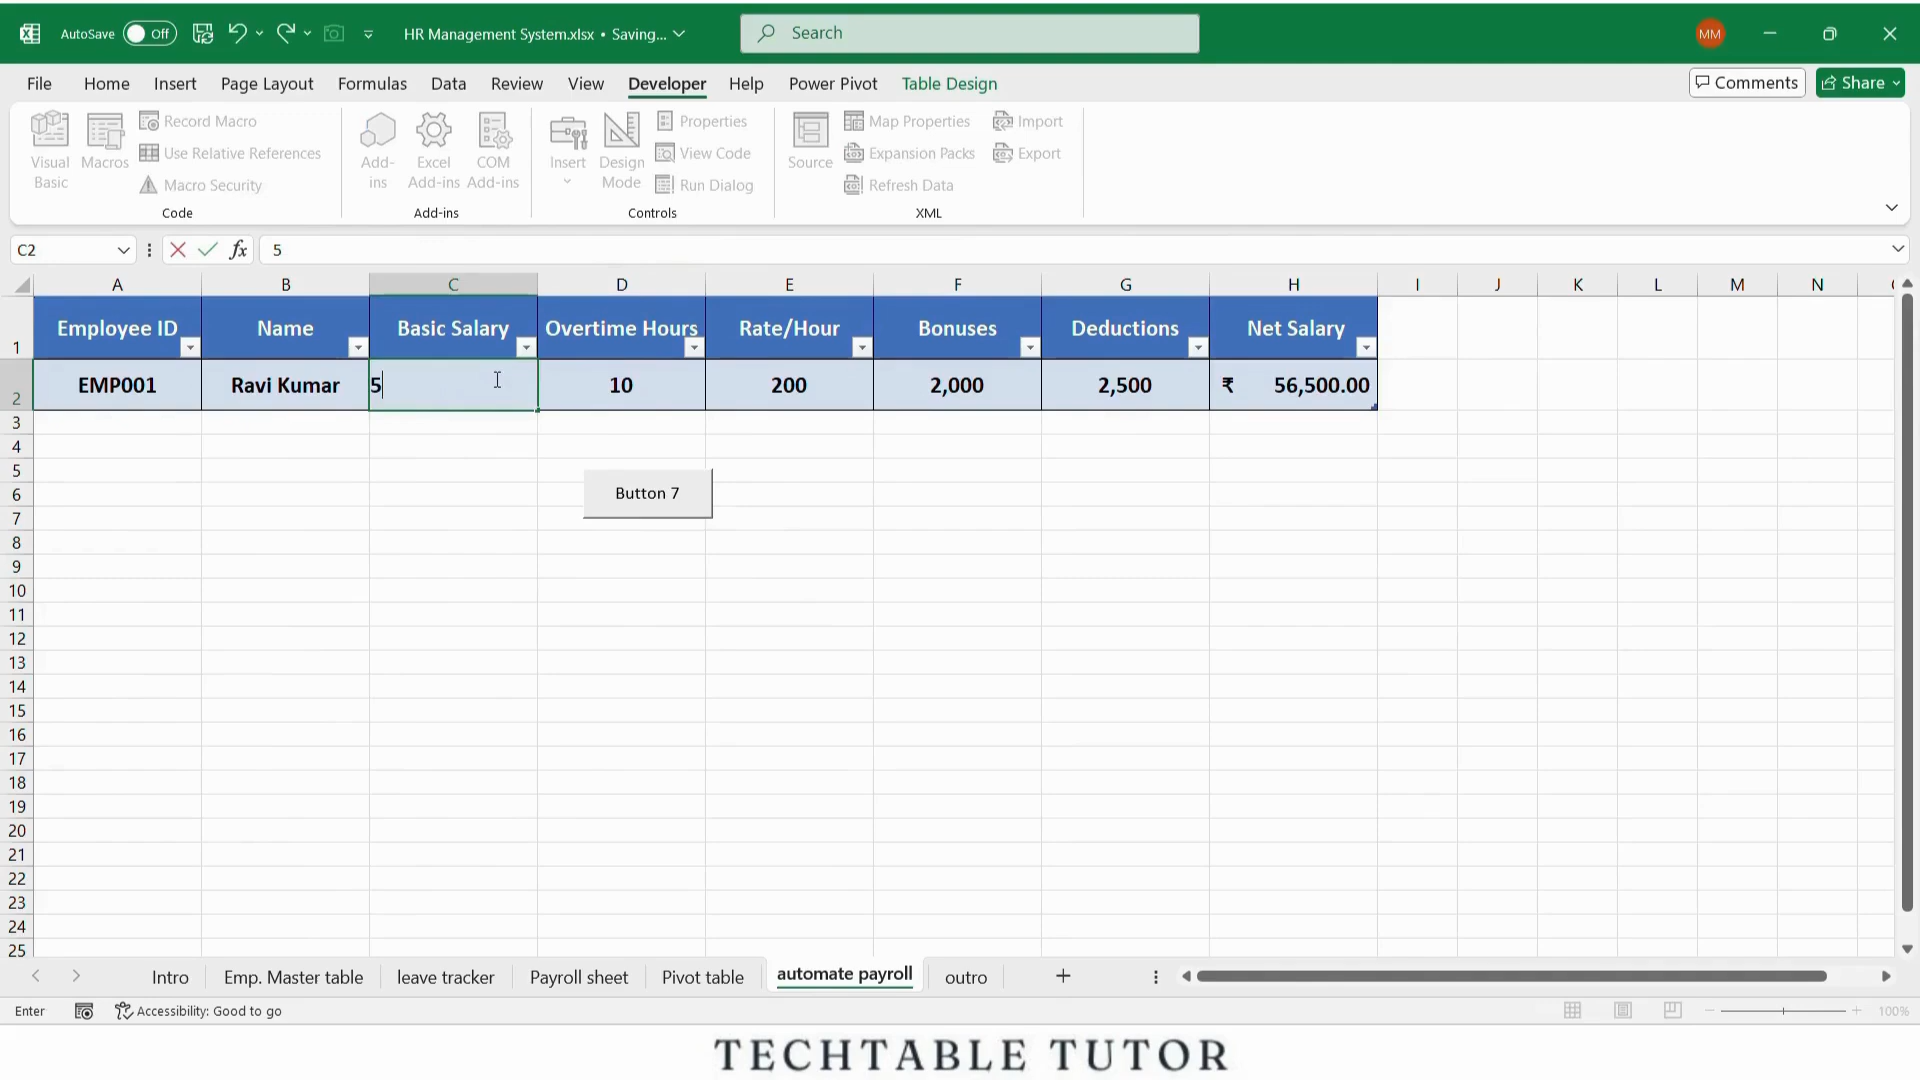 AutoSave Off HR Management System.xlsx • Saving... Search MM
File Home Insert Page Layout Formulas Data Review View Developer Help Power Pivot Table Design Comments Share
Visual Basic
Macros
Record Macro
Use Relative References
Macro Security
Code
Add-ins
Excel Add-ins
COM Add-ins
Add-ins
Insert
Design Mode
Properties
View Code
Run Dialog
Controls
Source
Map Properties
Expansion Packs
Refresh Data
Import
Export
XML
C2 fx 5
A B C D E F G H I J K L M N
1 Employee ID Name Basic Salary Overtime Hours Rate/Hour Bonuses Deductions Net Salary
2 EMP001 Ravi Kumar 5 10 200 2,000 2,500 ₹ 56,500.00
3
4
5
6 Button 7
7
8
9
10
11
12
13
14
15
16
17
18
19
20
21
22
23
24
25
Intro Emp. Master table leave tracker Payroll sheet Pivot table automate payroll outro
Enter Accessibility: Good to go 100%
TECHTABLE TUTOR